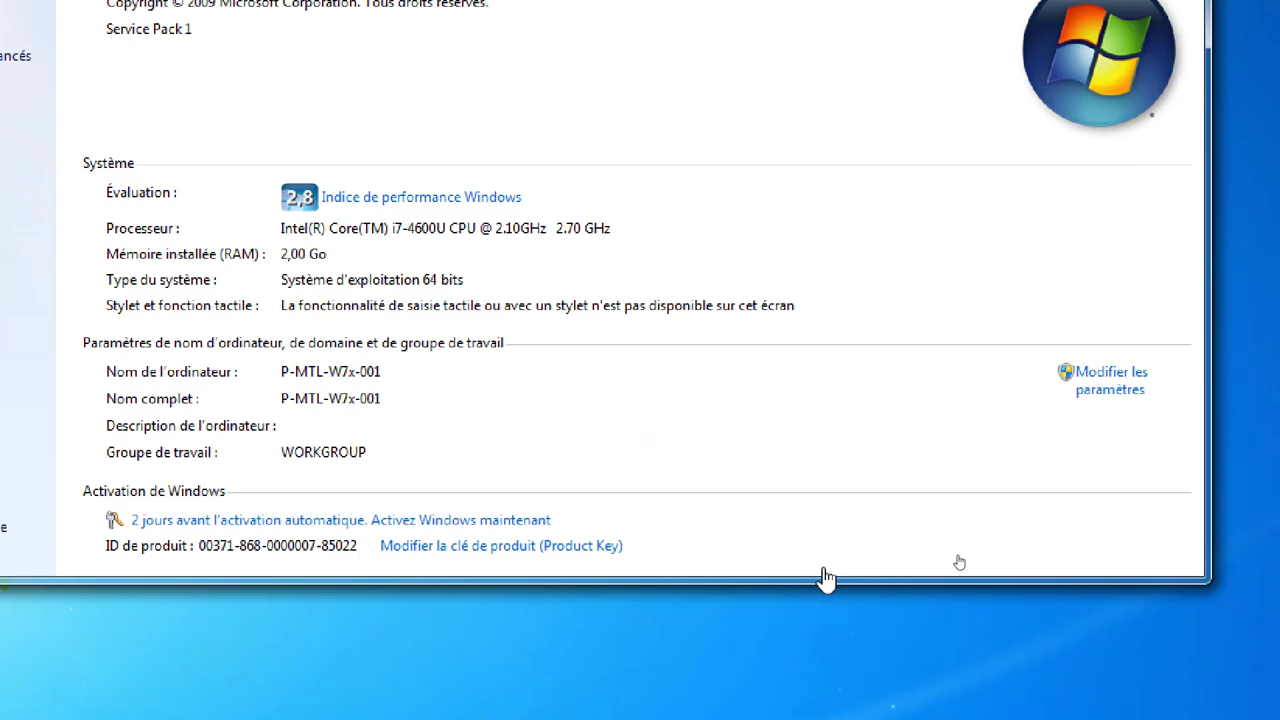 Copyright © 2009 Microsoft Corporation. Tous droits réservés.
Service Pack 1
ancés
Système
Évaluation :
2,8 Indice de performance Windows
Processeur :
Intel(R) Core(TM) i7-4600U CPU @ 2.10GHz 2.70 GHz
Mémoire installée (RAM) :
2,00 Go
Type du système :
Système d'exploitation 64 bits
Stylet et fonction tactile :
La fonctionnalité de saisie tactile ou avec un stylet n'est pas disponible sur cet écran
Paramètres de nom d'ordinateur, de domaine et de groupe de travail
Nom de l'ordinateur :
P-MTL-W7x-001
Modifier les
paramètres
Nom complet :
P-MTL-W7x-001
Description de l'ordinateur :
Groupe de travail :
WORKGROUP
Activation de Windows
2 jours avant l'activation automatique. Activez Windows maintenant
e
ID de produit : 00371-868-0000007-85022 Modifier la clé de produit (Product Key)